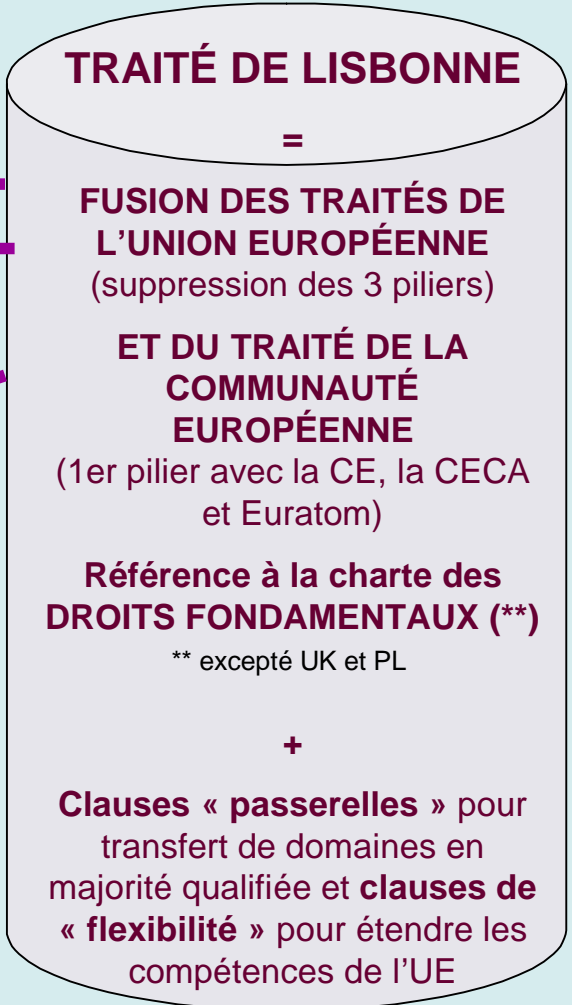 TRAITÉ DE LISBONNE
=
FUSION DES TRAITÉS DE
L’UNION EUROPÉENNE
(suppression des 3 piliers)
ET DU TRAITÉ DE LA
COMMUNAUTÉ
EUROPÉENNE
(1er pilier avec la CE, la CECA
et Euratom)
Référence à la charte des
DROITS FONDAMENTAUX (**)
** excepté UK et PL
+
Clauses « passerelles » pour
transfert de domaines en
majorité qualifiée et clauses de
« flexibilité » pour étendre les
compétences de l’UE